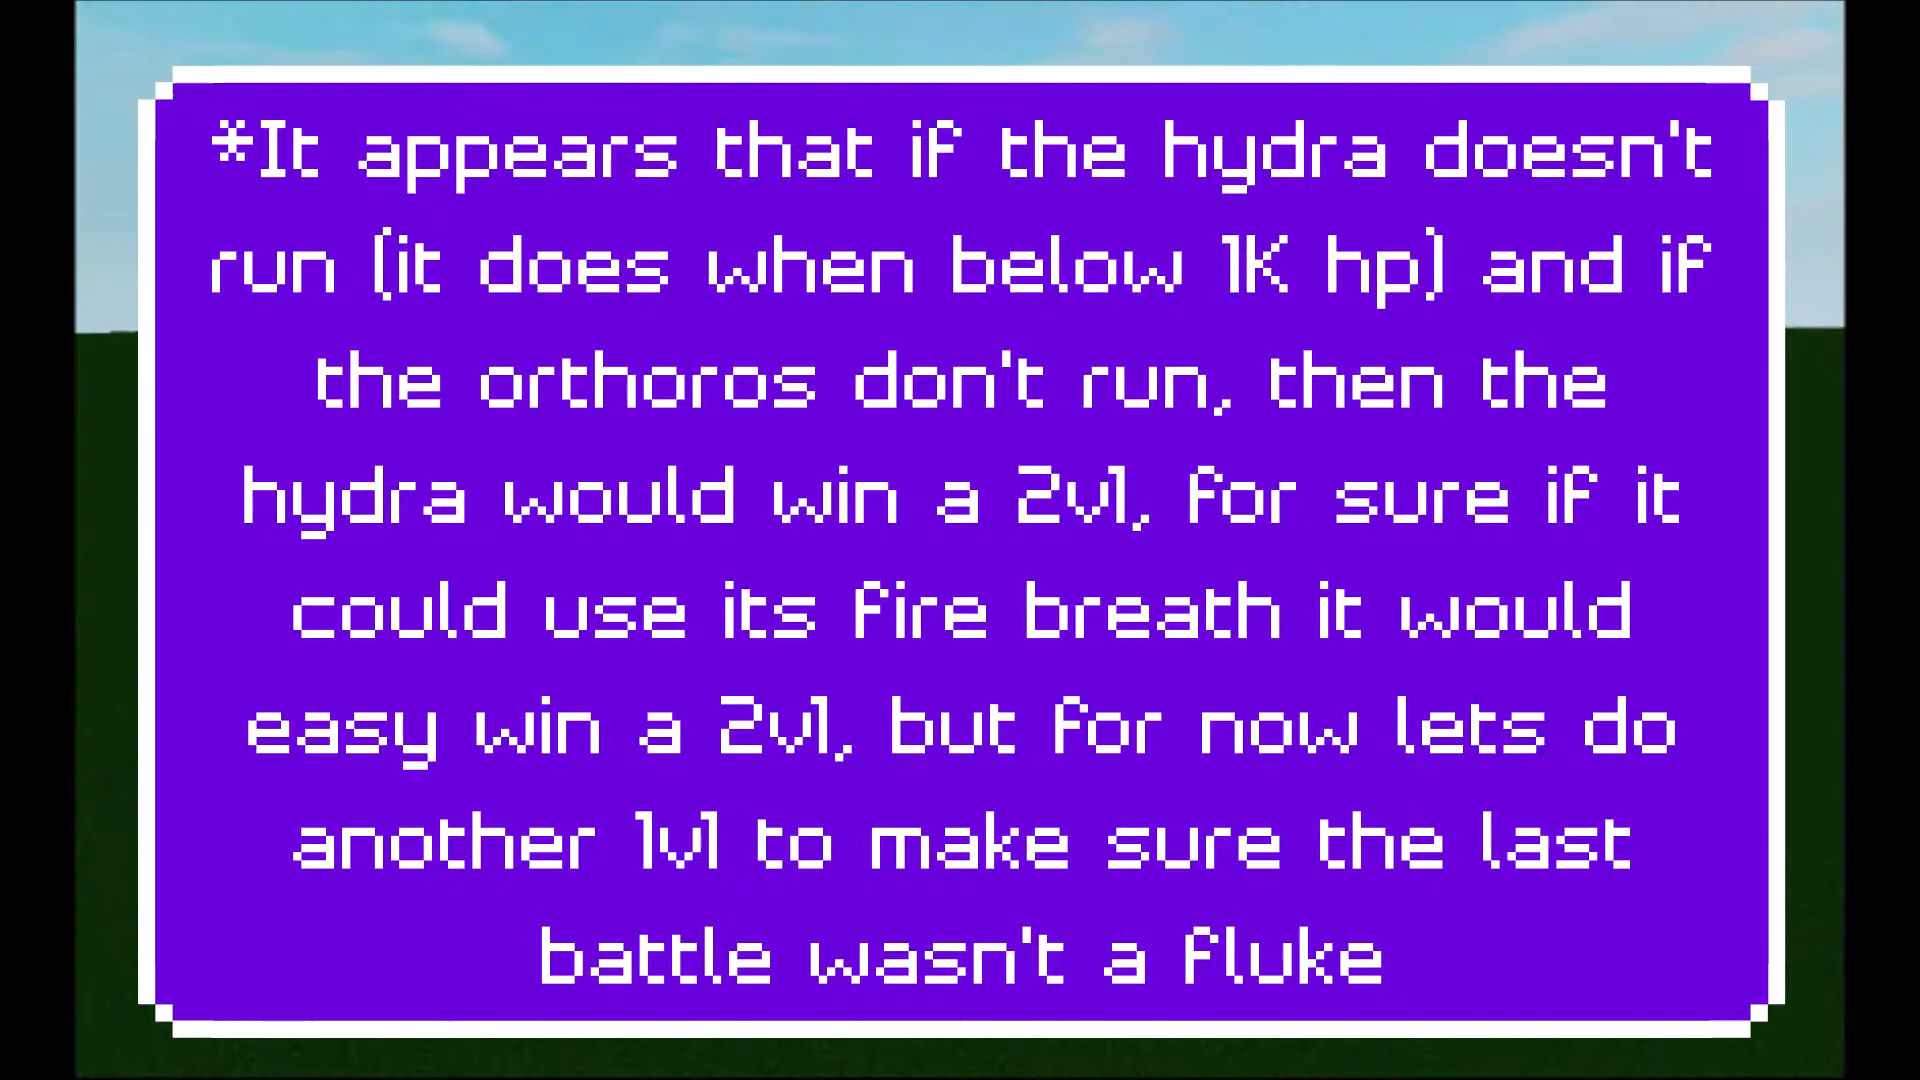 *It appears that if the hydra doesn't
run (it does when below 1K hp) and if
the orthoros don't run, then the
hydra would win a 2v1, for sure if it
could use its fire breath it would
easy win a 2v1, but for now lets do
another 1v1 to make sure the last
battle wasn't a fluke